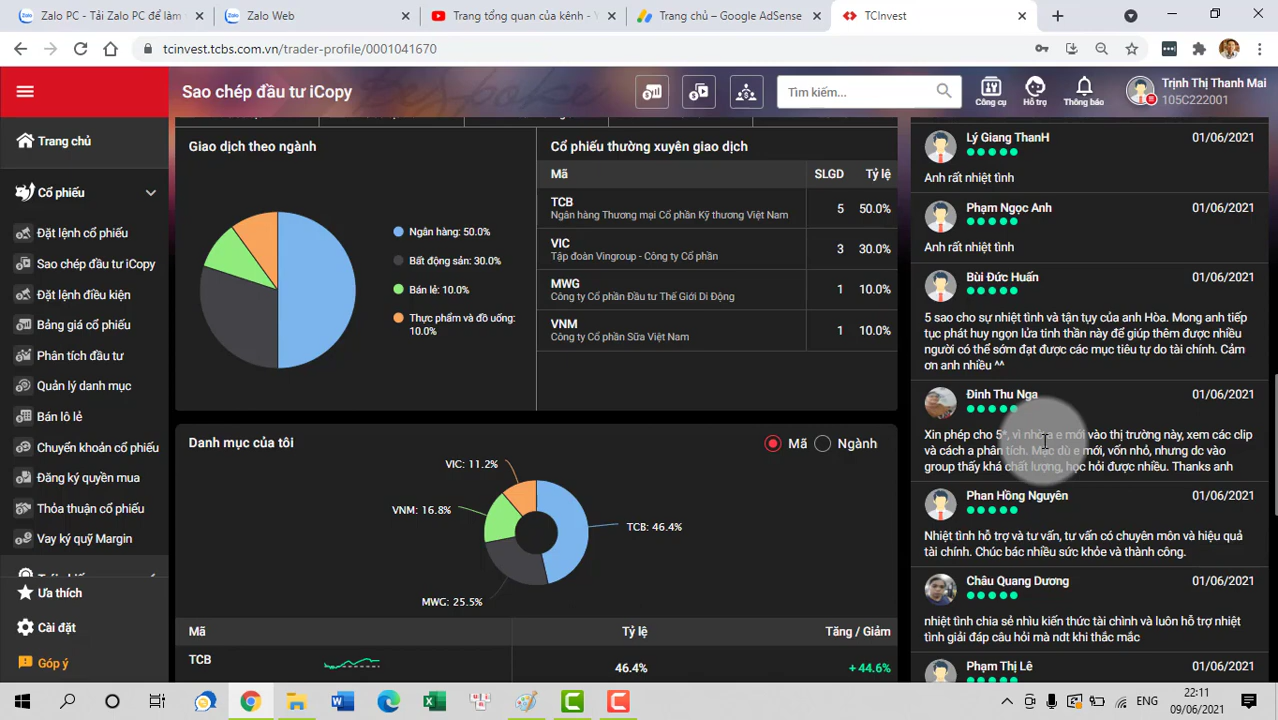 Zalo PC - Tải Zalo PC để làm
Zalo Web
Trang tổng quan của kênh - Y
Trang chủ – Google AdSense
TCInvest
tcinvest.tcbs.com.vn/trader-profile/0001041670
Sao chép đầu tư iCopy
Tìm kiếm...
Công cụ
Hỗ trợ
Thông báo
Trịnh Thị Thanh Mai
105C222001
Trang chủ
Cổ phiếu
Đặt lệnh cổ phiếu
Sao chép đầu tư iCopy
Đặt lệnh điều kiện
Bảng giá cổ phiếu
Phân tích đầu tư
Quản lý danh mục
Bán lô lẻ
Chuyển khoản cổ phiếu
Đăng ký quyền mua
Thỏa thuận cổ phiếu
Vay ký quỹ Margin
Ưa thích
Cài đặt
Góp ý
Giao dịch theo ngành
Ngân hàng: 50.0%
Bất động sản: 30.0%
Bán lẻ: 10.0%
Thực phẩm và đồ uống:
10.0%
Cổ phiếu thường xuyên giao dịch
Mã SLGD Tỷ lệ
TCB 5 50.0%
Ngân hàng Thương mại Cổ phần Kỹ thương Việt Nam
VIC 3 30.0%
Tập đoàn Vingroup - Công ty Cổ phần
MWG 1 10.0%
Công ty Cổ phần Đầu tư Thế Giới Di Động
VNM 1 10.0%
Công ty Cổ phần Sữa Việt Nam
Danh mục của tôi
Mã
Ngành
VIC: 11.2%
VNM: 16.8%
TCB: 46.4%
MWG: 25.5%
Mã Tỷ lệ Tăng / Giảm
TCB 46.4% + 44.6%
Lý Giang ThanH 01/06/2021
Anh rất nhiệt tình
Phạm Ngọc Anh 01/06/2021
Anh rất nhiệt tình
Bùi Đức Huấn 01/06/2021
5 sao cho sự nhiệt tình và tận tụy của anh Hòa. Mong anh tiếp
tục phát huy ngọn lửa tinh thần này để giúp thêm được nhiều
người có thể sớm đạt được các mục tiêu tự do tài chính. Cảm
ơn anh nhiều ^^
Đinh Thu Nga 01/06/2021
Xin phép cho 5*, vì nhờ a e mới vào thị trường này, xem các clip
và cách a phân tích. Mặc dù e mới, vốn nhỏ, nhưng dc vào
group thấy khá chất lượng, học hỏi được nhiều. Thanks anh
Phan Hồng Nguyên 01/06/2021
Nhiệt tình hỗ trợ và tư vấn, tư vấn có chuyên môn và hiệu quả
tài chính. Chúc bác nhiều sức khỏe và thành công.
Châu Quang Dương 01/06/2021
nhiệt tình chia sẻ nhìu kiến thức tài chình và luôn hỗ trợ nhiệt
tình giải đáp câu hỏi mà ndt khi thắc mắc
Phạm Thị Lê 01/06/2021
ENG
22:11
09/06/2021